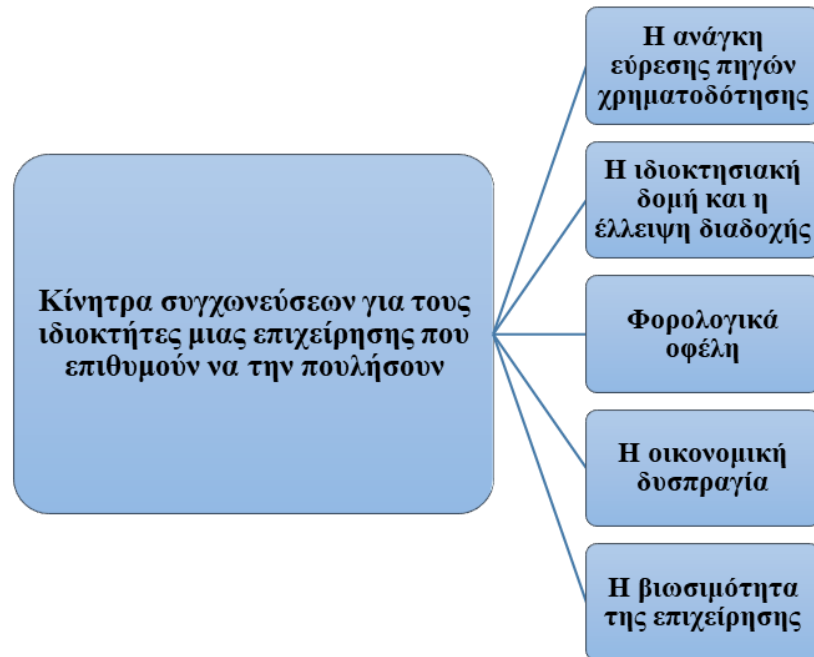 Κίνητρα συγχωνεύσεων για τους
ιδιοκτήτες μιας επιχείρησης που
επιθυμούν να την πουλήσουν
Η ανάγκη
εύρεσης πηγών
χρηματοδότησης
Η ιδιοκτησιακή
δομή και η
έλλειψη διαδοχής
Φορολογικά
οφέλη
Η οικονομική
δυσπραγία
Η βιωσιμότητα
της επιχείρησης